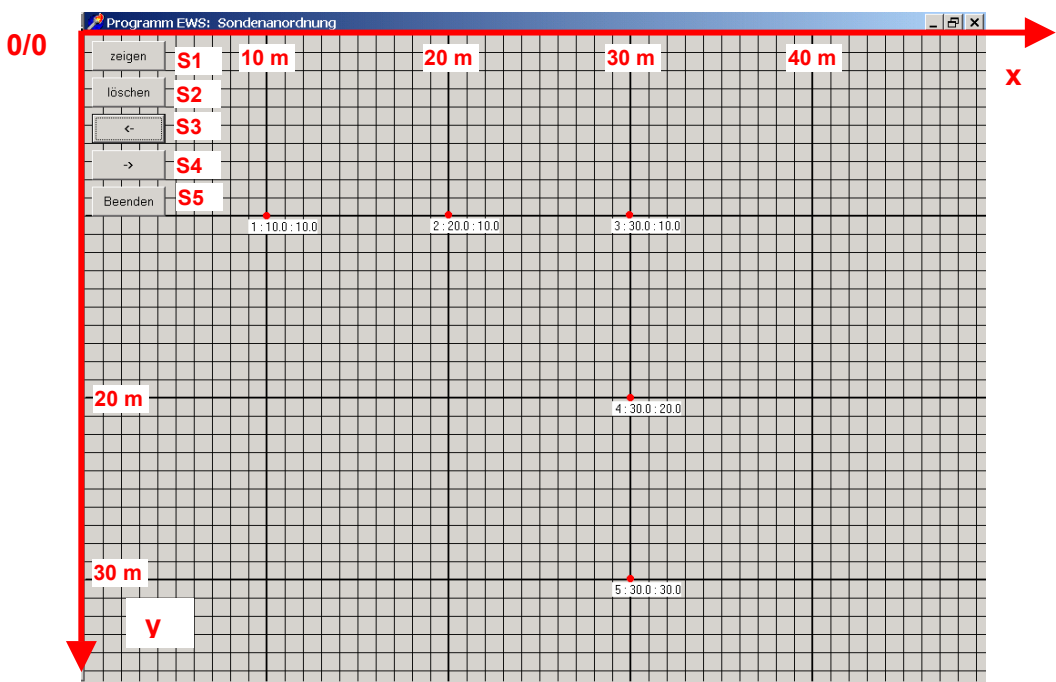 Programm EWS: Sondenanordnung
0/0
zeigen S1 10 m 20 m 30 m 40 m
x
löschen S2
<- S3
-> S4
Beenden S5
1 : 10.0 : 10.0 2 : 20.0 : 10.0 3 : 30.0 : 10.0
20 m
4 : 30.0 : 20.0
30 m
5 : 30.0 : 30.0
y